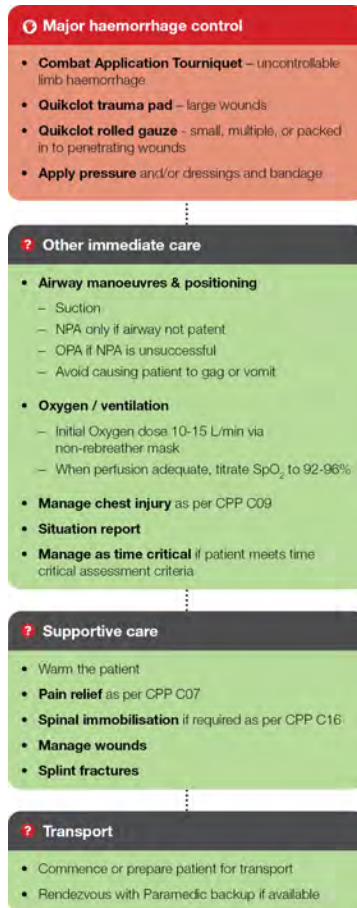 Major haemorrhage control
• Combat Application Tourniquet – uncontrollable
limb haemorrhage
• Quikclot trauma pad – large wounds
• Quikclot rolled gauze - small, multiple, or packed
in to penetrating wounds
• Apply pressure and/or dressings and bandage
? Other immediate care
• Airway manoeuvres & positioning
– Suction
– NPA only if airway not patent
– OPA if NPA is unsuccessful
– Avoid causing patient to gag or vomit
• Oxygen / ventilation
– Initial Oxygen dose 10-15 L/min via
non-rebreather mask
– When perfusion adequate, titrate SpO₂ to 92-96%
• Manage chest injury as per CPP C09
• Situation report
• Manage as time critical if patient meets time
critical assessment criteria
? Supportive care
• Warm the patient
• Pain relief as per CPP C07
• Spinal immobilisation if required as per CPP C16
• Manage wounds
• Splint fractures
? Transport
• Commence or prepare patient for transport
• Rendezvous with Paramedic backup if available